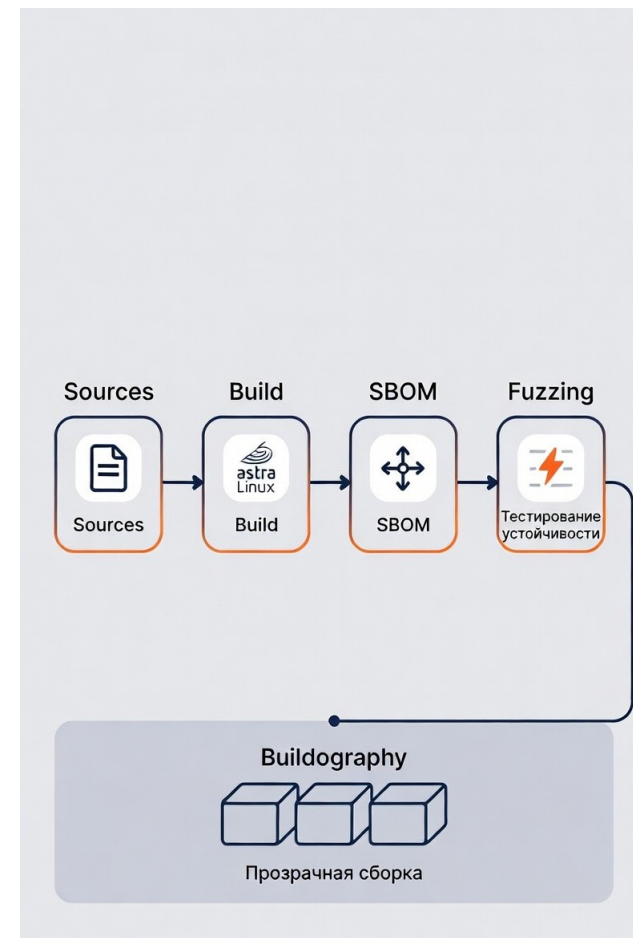 Sources
Build
SBOM
Fuzzing
astra
Linux
Sources
Build
SBOM
Тестирование
устойчивости
Buildography
Прозрачная сборка